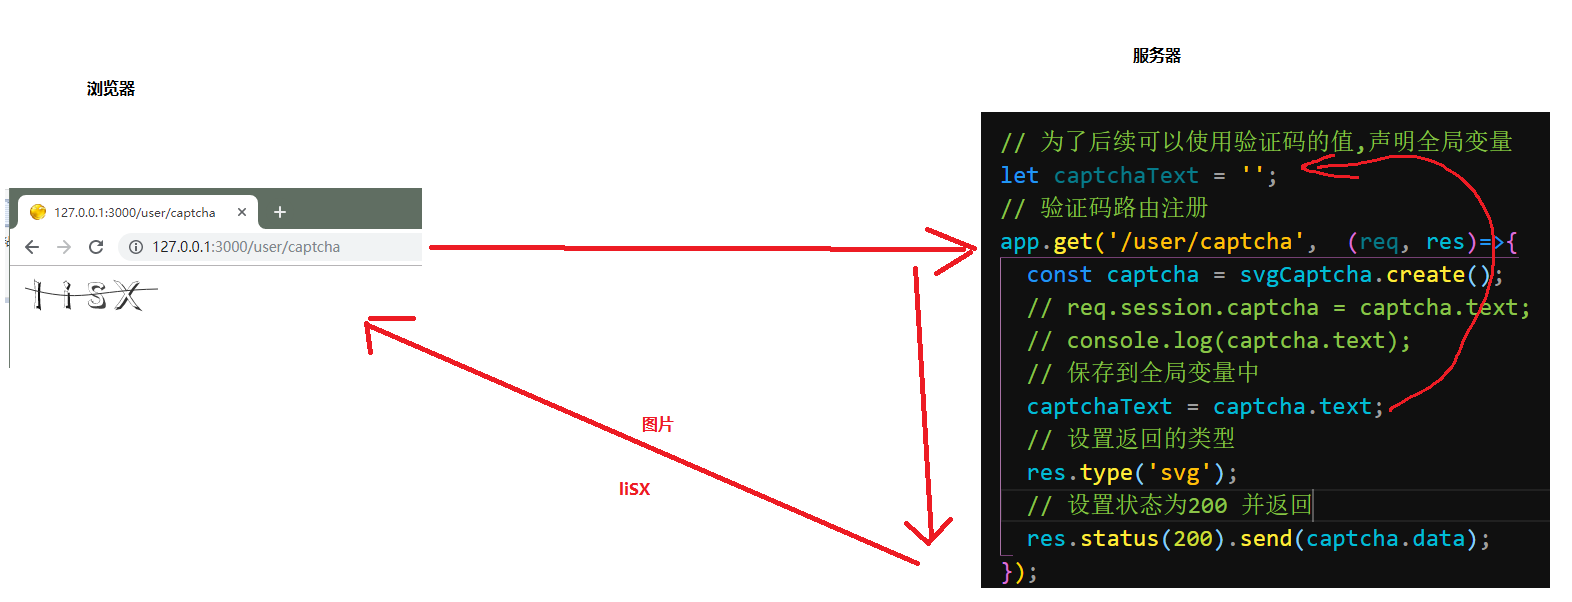 服务器
浏览器
127.0.0.1:3000/user/captcha
127.0.0.1:3000/user/captcha
liSX
图片
liSX
// 为了后续可以使用验证码的值,声明全局变量
let captchaText = '';
// 验证码路由注册
app.get('/user/captcha', (req, res)=>{
const captcha = svgCaptcha.create();
// req.session.captcha = captcha.text;
// console.log(captcha.text);
// 保存到全局变量中
captchaText = captcha.text;
// 设置返回的类型
res.type('svg');
// 设置状态为200 并返回
res.status(200).send(captcha.data);
});